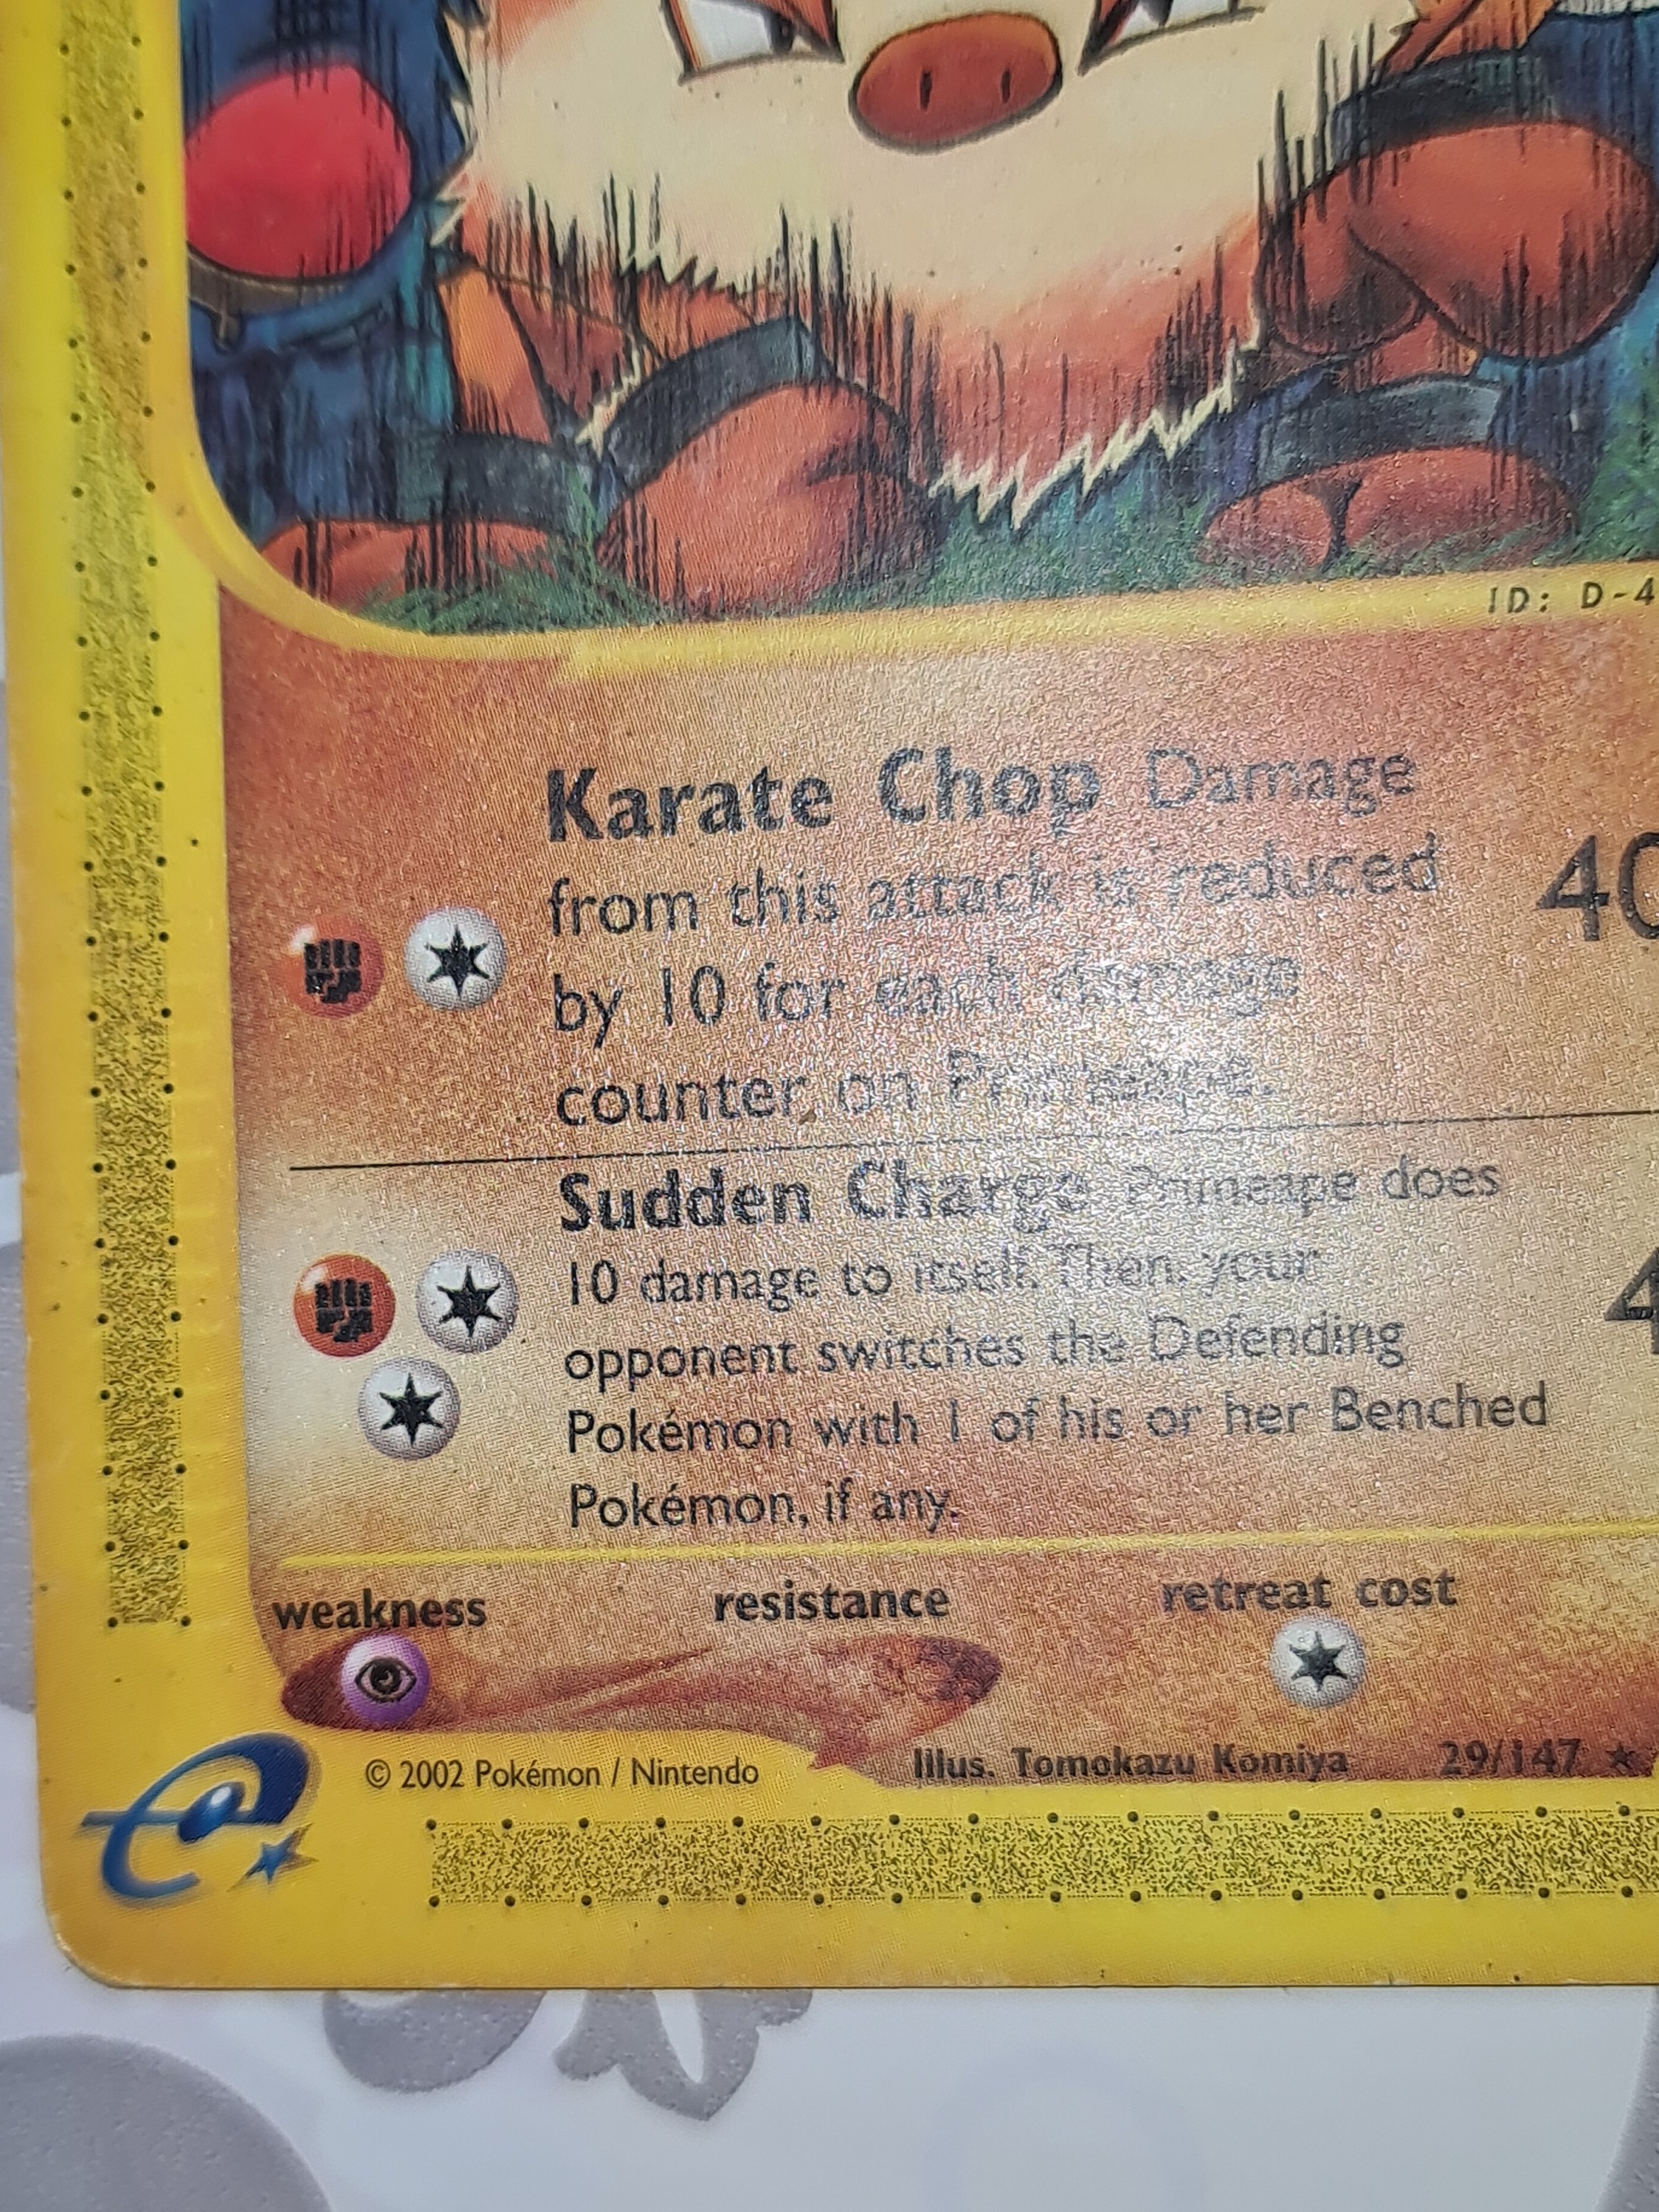 ID: D-4
Karate Chop Damage
from this attack is reduced
by 10 for each damage
counter on Primeape.
40
Sudden Charge Primeape does
10 damage to itself. Then, your
opponent switches the Defending
Pokémon with 1 of his or her Benched
Pokémon, if any.
4
weakness resistance retreat cost
© 2002 Pokémon / Nintendo Illus. Tomokazu Komiya 29/147 ★
e